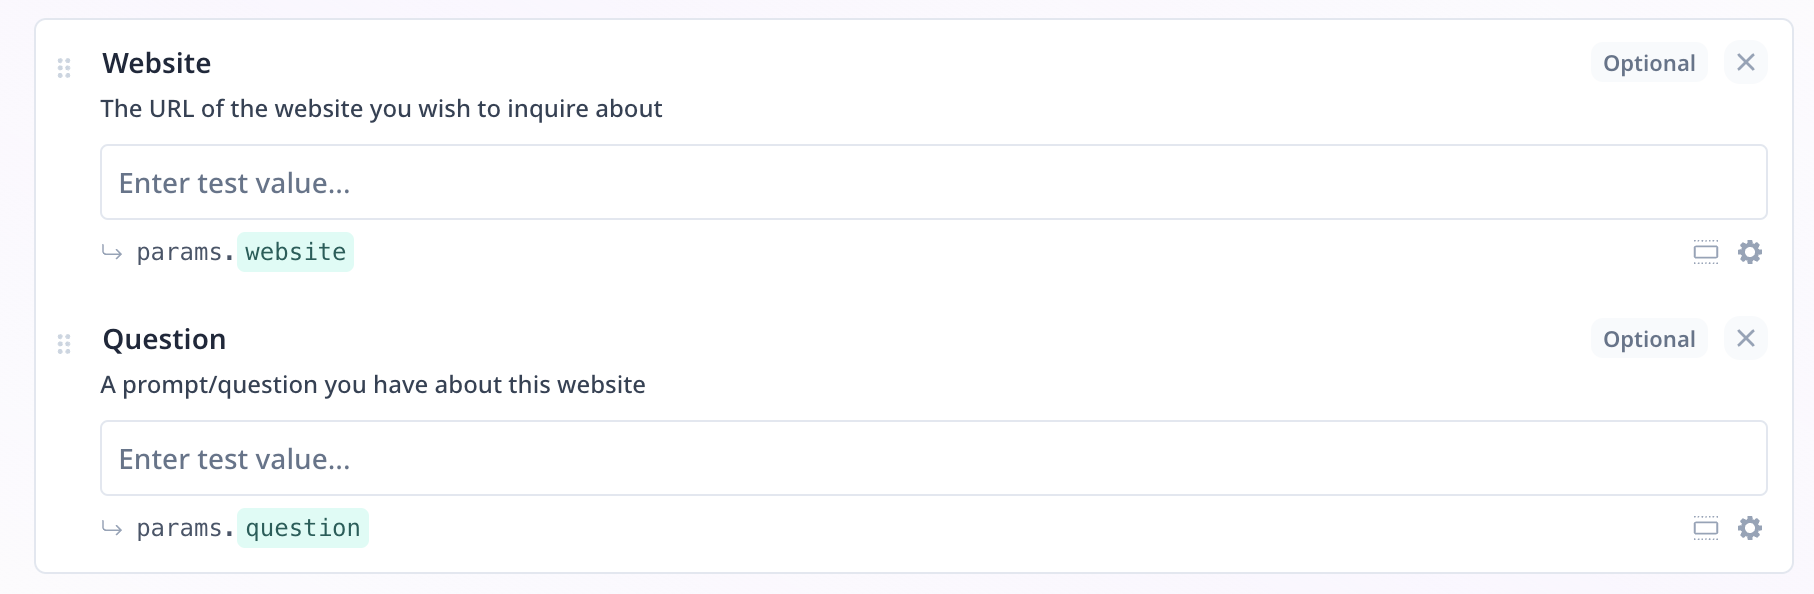 Website
Optional
The URL of the website you wish to inquire about
Enter test value...
params.website
Question
Optional
A prompt/question you have about this website
Enter test value...
params.question